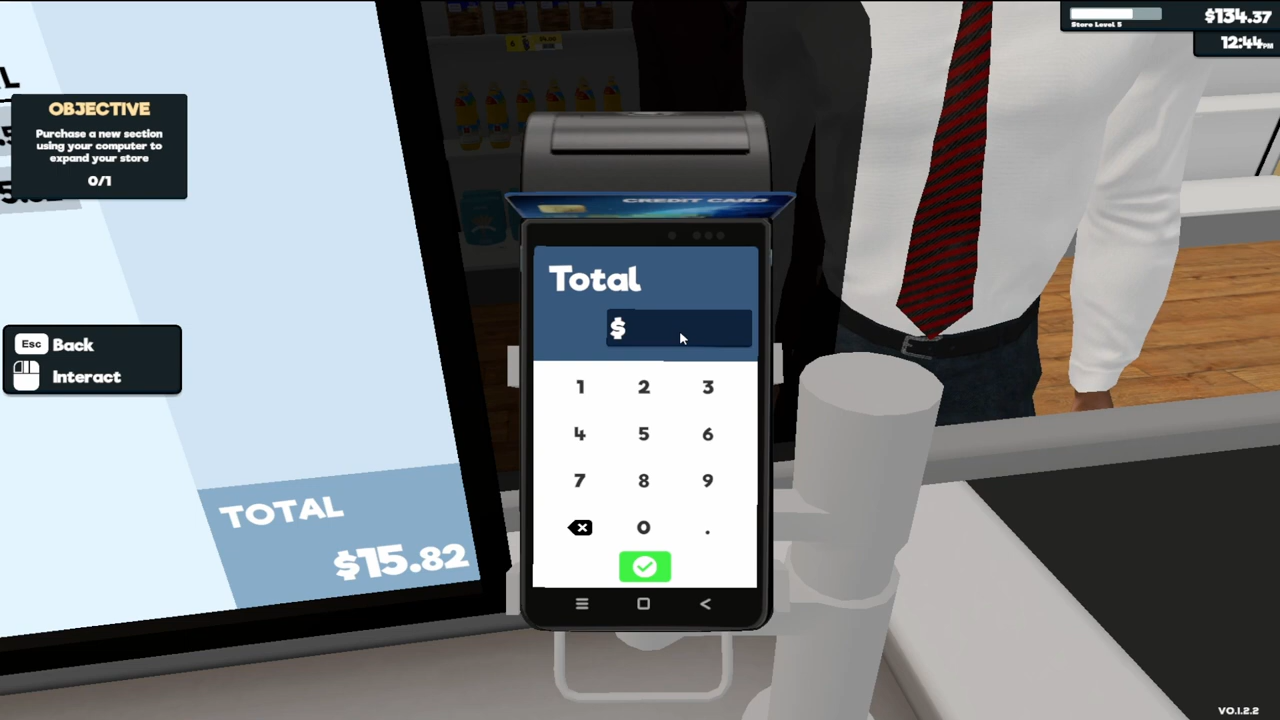 $134.37
Store Level 5
12:44PM
L
OBJECTIVE
Purchase a new section
using your computer to
expand your store
0/1
CREDIT CARD
Total
$
Esc Back
Interact
1 2 3
4 5 6
7 8 9
0 .
TOTAL
$15.82
V0.1.2.2